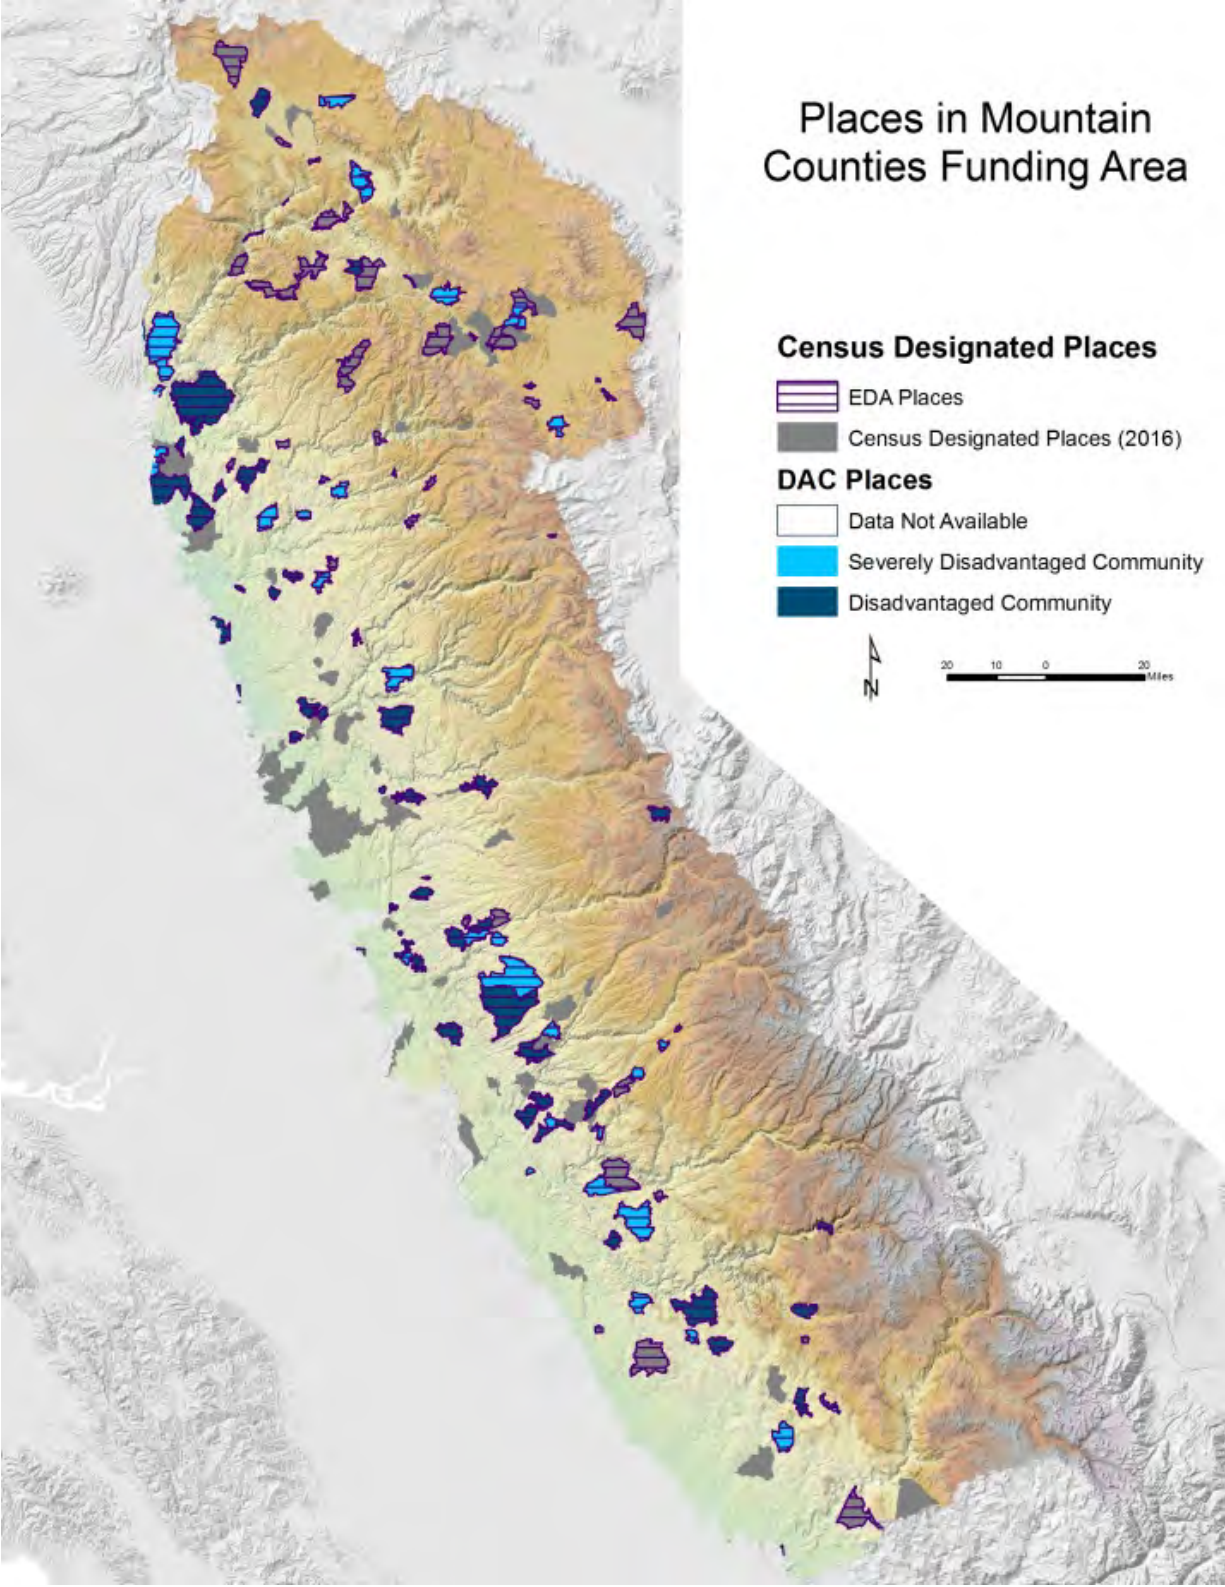 Places in Mountain
Counties Funding Area
Census Designated Places
EDA Places
Census Designated Places (2016)
DAC Places
Data Not Available
Severely Disadvantaged Community
Disadvantaged Community
N
20 10 0 20
Miles